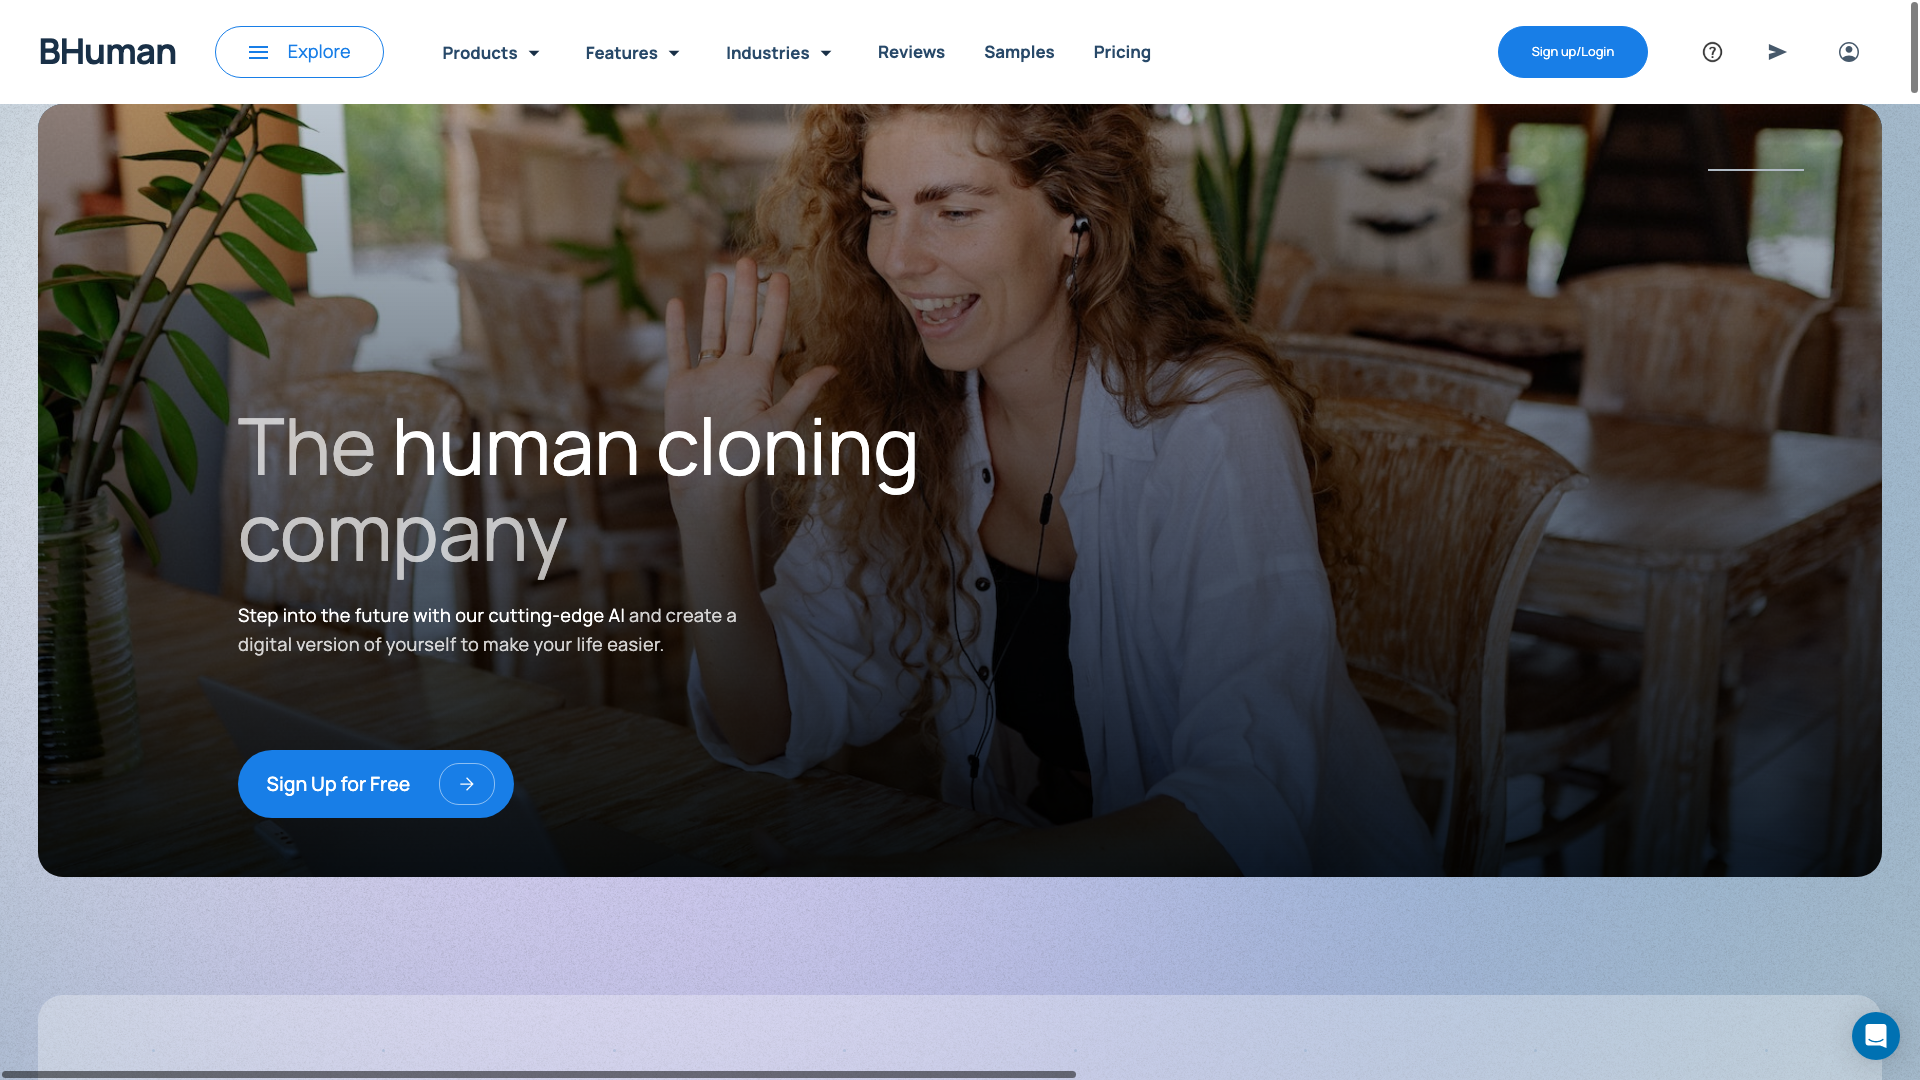 BHuman
Explore
Products
Features
Industries
Reviews
Samples
Pricing
Sign up/Login
The human cloning
company
Step into the future with our cutting-edge AI and create a
digital version of yourself to make your life easier.
Sign Up for Free